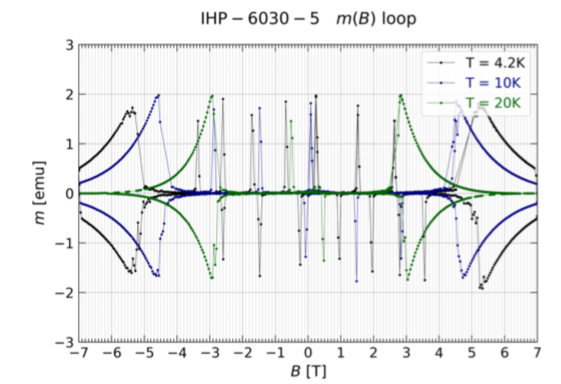 IHP − 6030 − 5 m(B) loop
3
2
1
0
−1
−2
−3
m [emu]
T = 4.2K
T = 10K
T = 20K
−7 −6 −5 −4 −3 −2 −1 0 1 2 3 4 5 6 7
B [T]